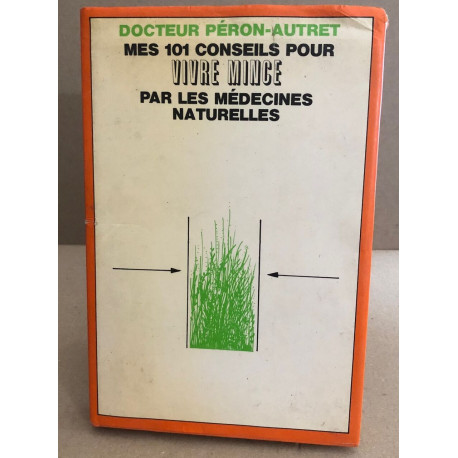 DOCTEUR PÉRON-AUTRET
MES 101 CONSEILS POUR
VIVRE MINCE
PAR LES MÉDECINES
NATURELLES